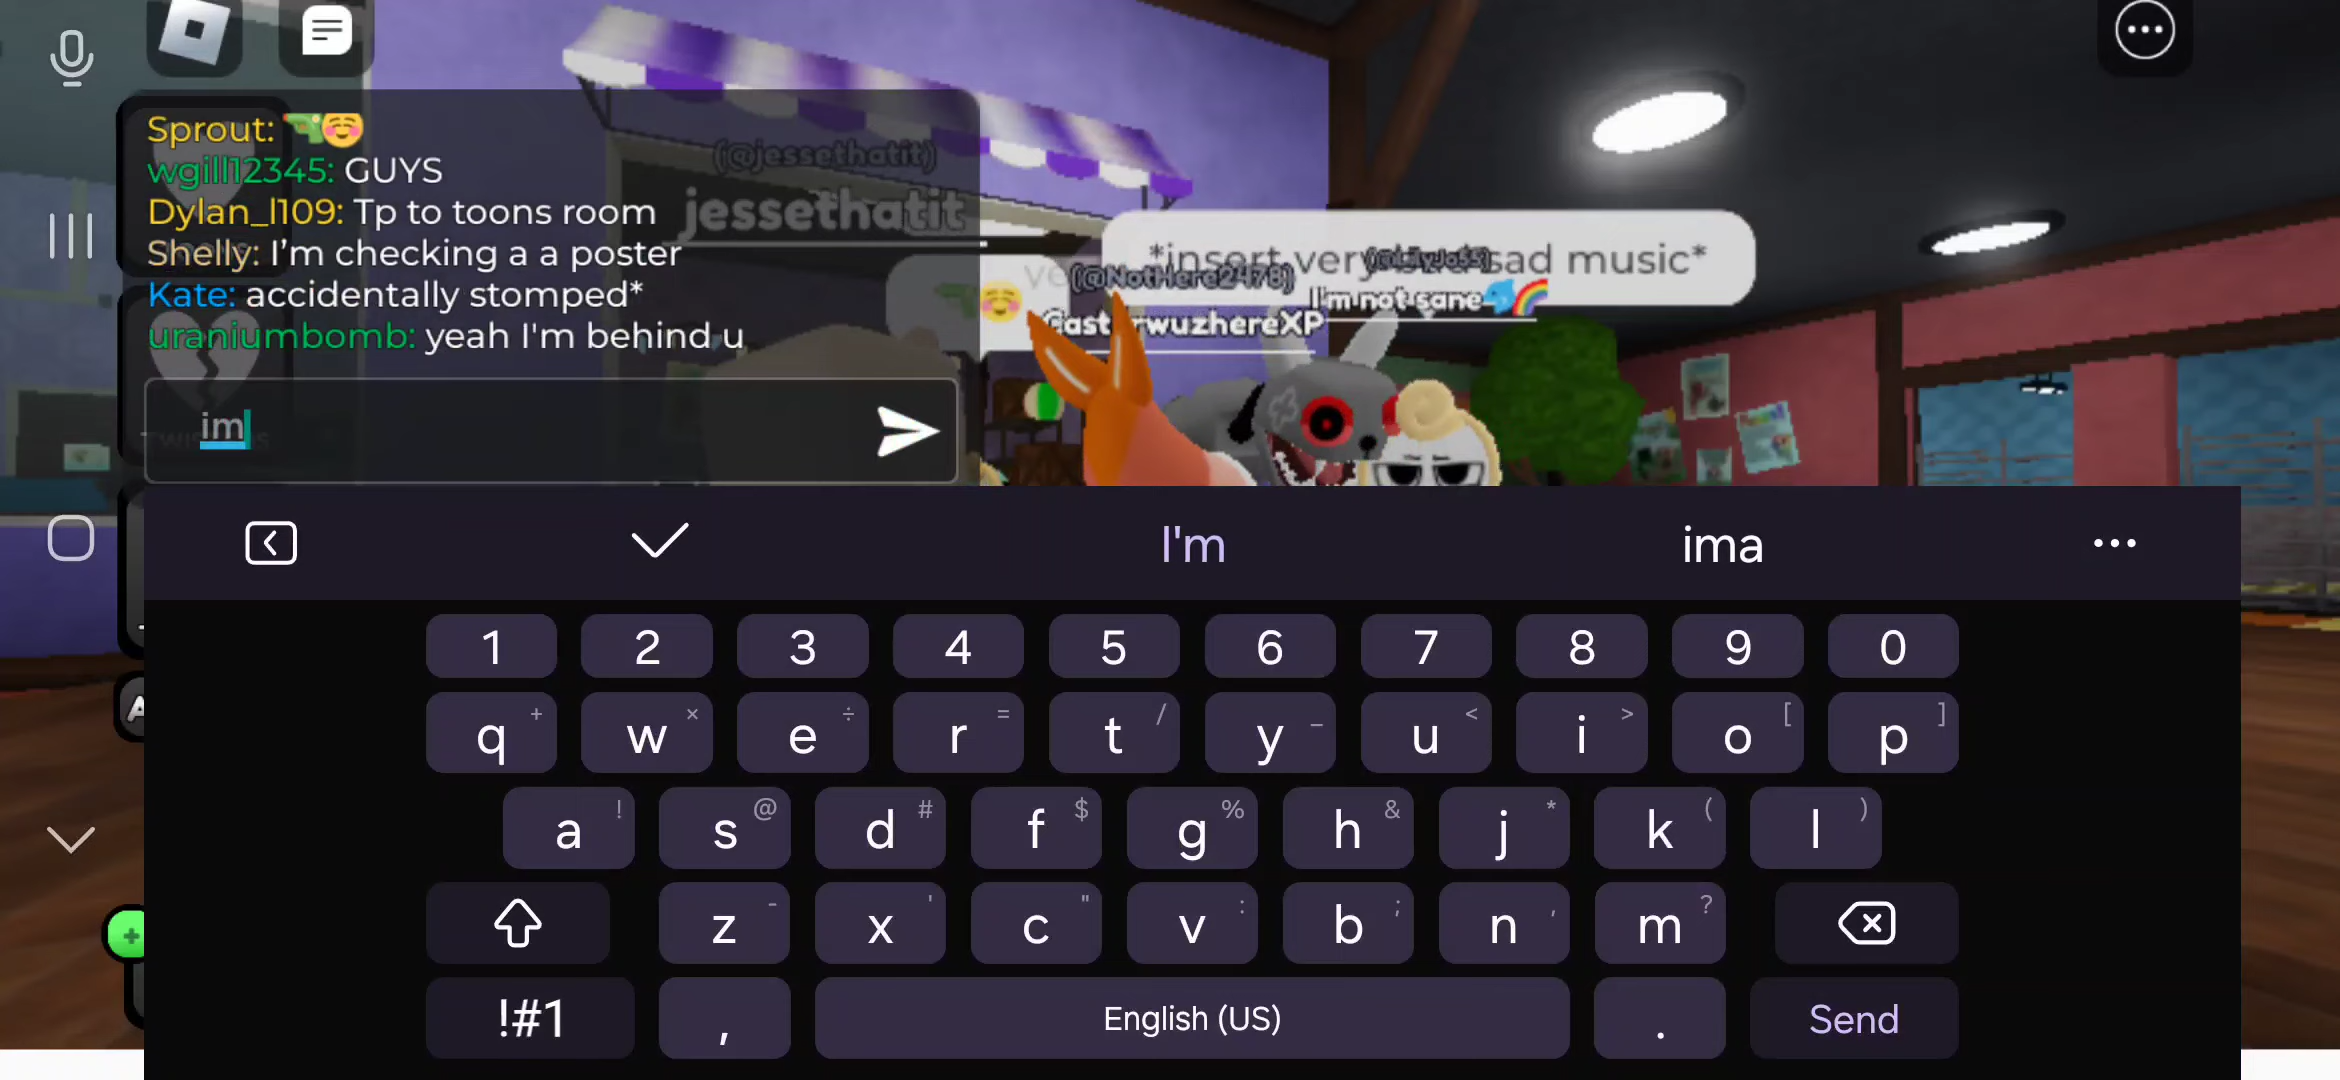 Sprout: 🔫☺️
wgill12345: GUYS
Dylan_l109: Tp to toons room
Shelly: I'm checking a a poster
Kate: accidentally stomped*
uraniumbomb: yeah I'm behind u
im
(@jessethatit)
jessethatit
*insert very sad music*
(@NotHere2478)
I'm not sane🐬🌈
wuzhereXP
I'm
ima
1 2 3 4 5 6 7 8 9 0
q + w × e ÷ r = t / y _ u < i > o [ p ]
a ! s @ d # f $ g % h & j * k ( l )
z - x ' c " v : b ; n , m ?
!#1 , English (US) . Send